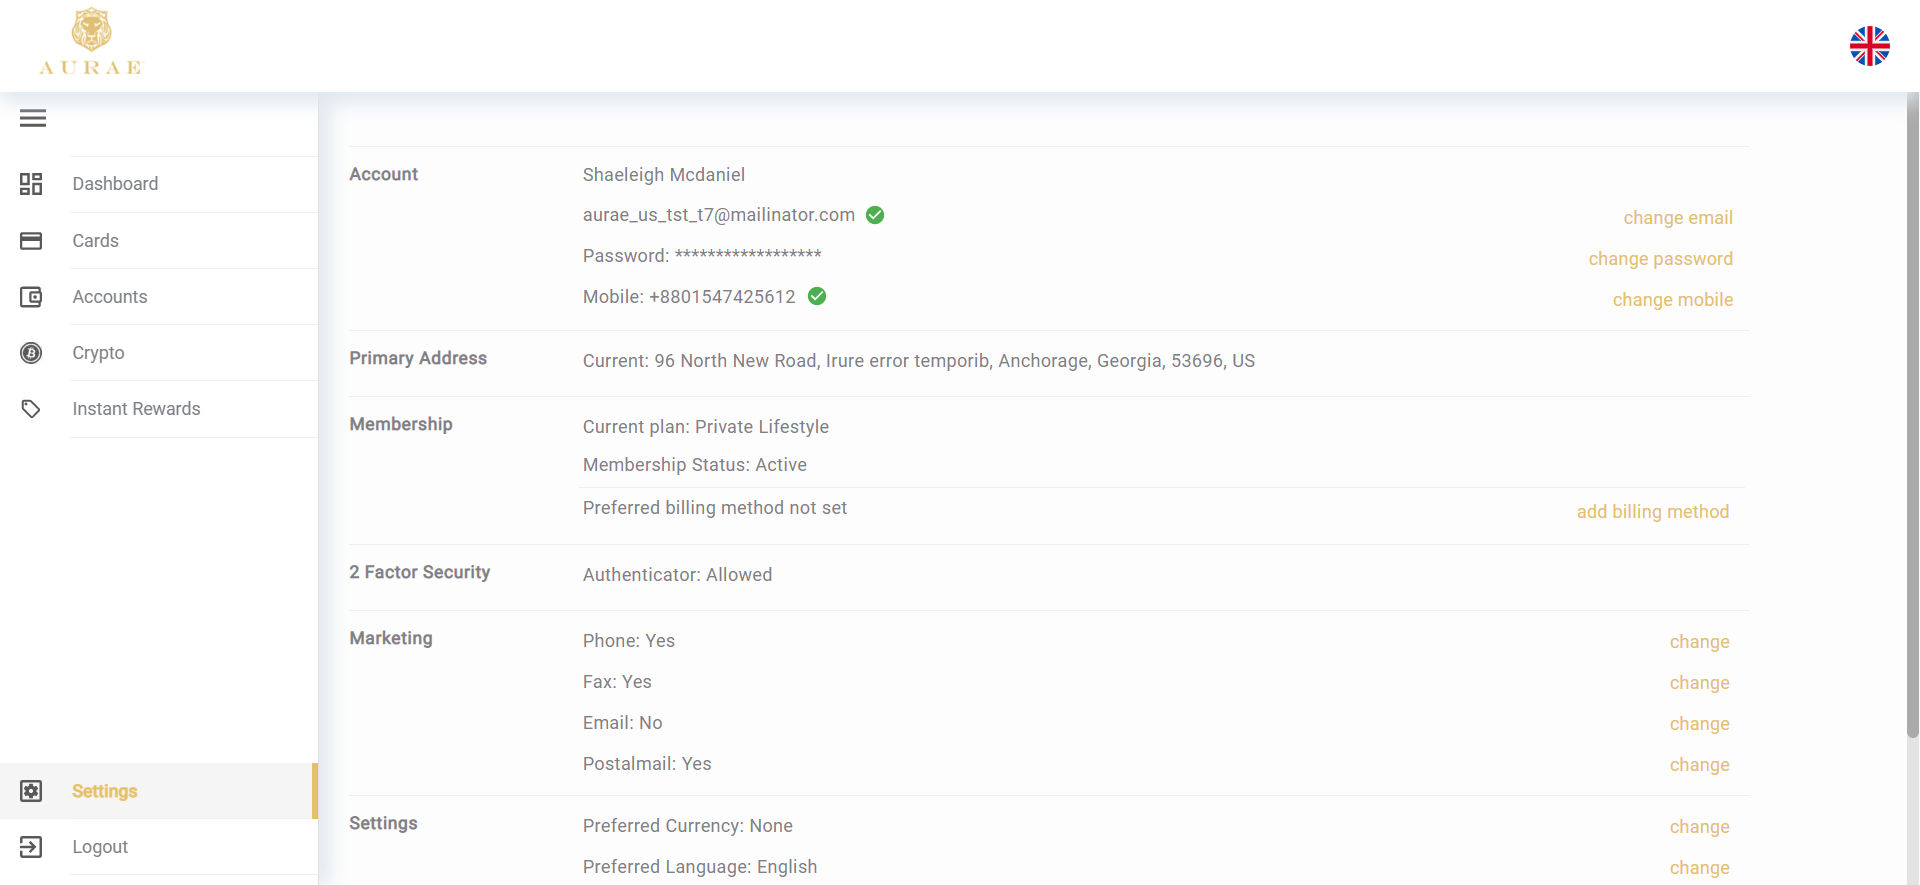 AURAE
Dashboard
Cards
Accounts
Crypto
Instant Rewards
Settings
Logout
Account
Shaeleigh Mcdaniel
aurae_us_tst_t7@mailinator.com
change email
Password: ******************
change password
Mobile: +8801547425612
change mobile
Primary Address
Current: 96 North New Road, Irure error temporib, Anchorage, Georgia, 53696, US
Membership
Current plan: Private Lifestyle
Membership Status: Active
Preferred billing method not set
add billing method
2 Factor Security
Authenticator: Allowed
Marketing
Phone: Yes
change
Fax: Yes
change
Email: No
change
Postalmail: Yes
change
Settings
Preferred Currency: None
change
Preferred Language: English
change